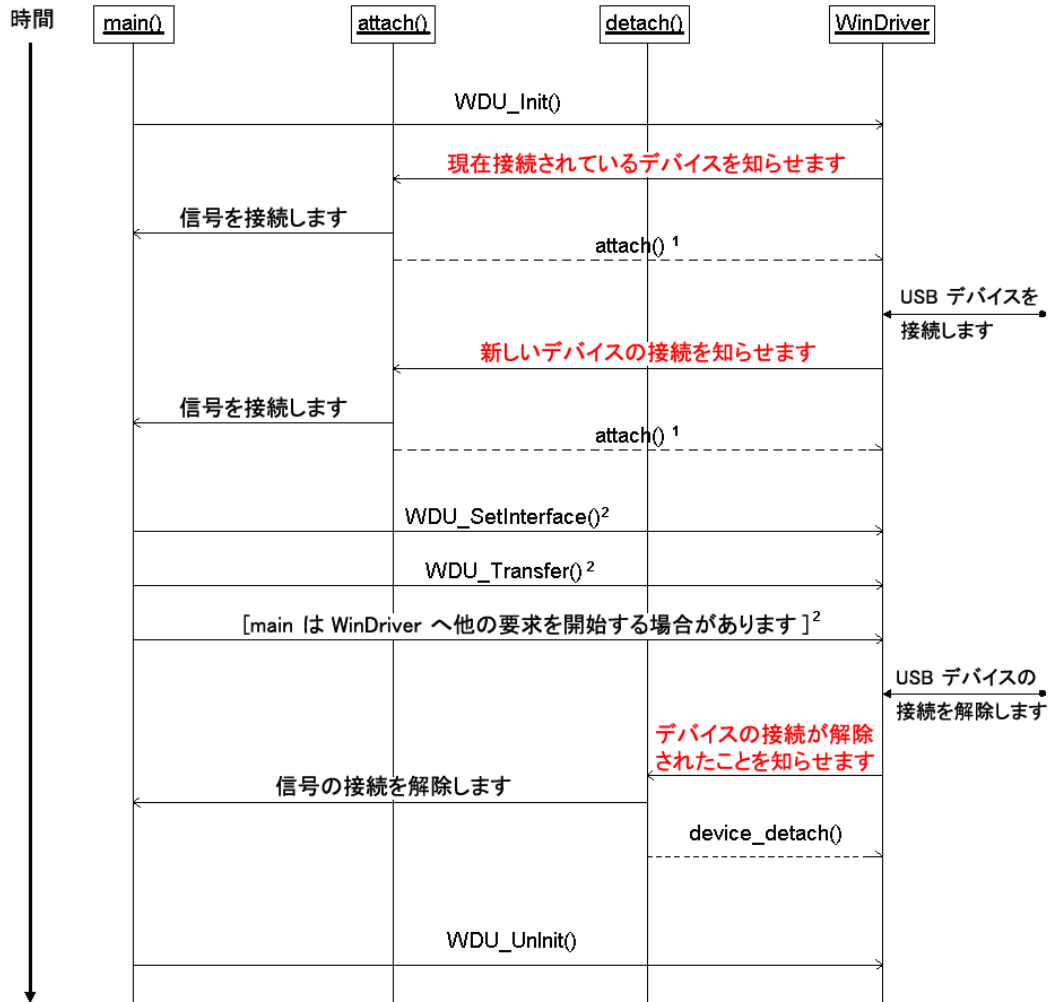 時間
main()
attach()
detach()
WinDriver
WDU_Init()
現在接続されているデバイスを知らせます
信号を接続します
attach() 1
USB デバイスを
接続します
新しいデバイスの接続を知らせます
信号を接続します
attach() 1
WDU_SetInterface()2
WDU_Transfer() 2
[main は WinDriver へ他の要求を開始する場合があります ]2
USB デバイスの
接続を解除します
デバイスの接続が解除
されたことを知らせます
信号の接続を解除します
device_detach()
WDU_UnInit()